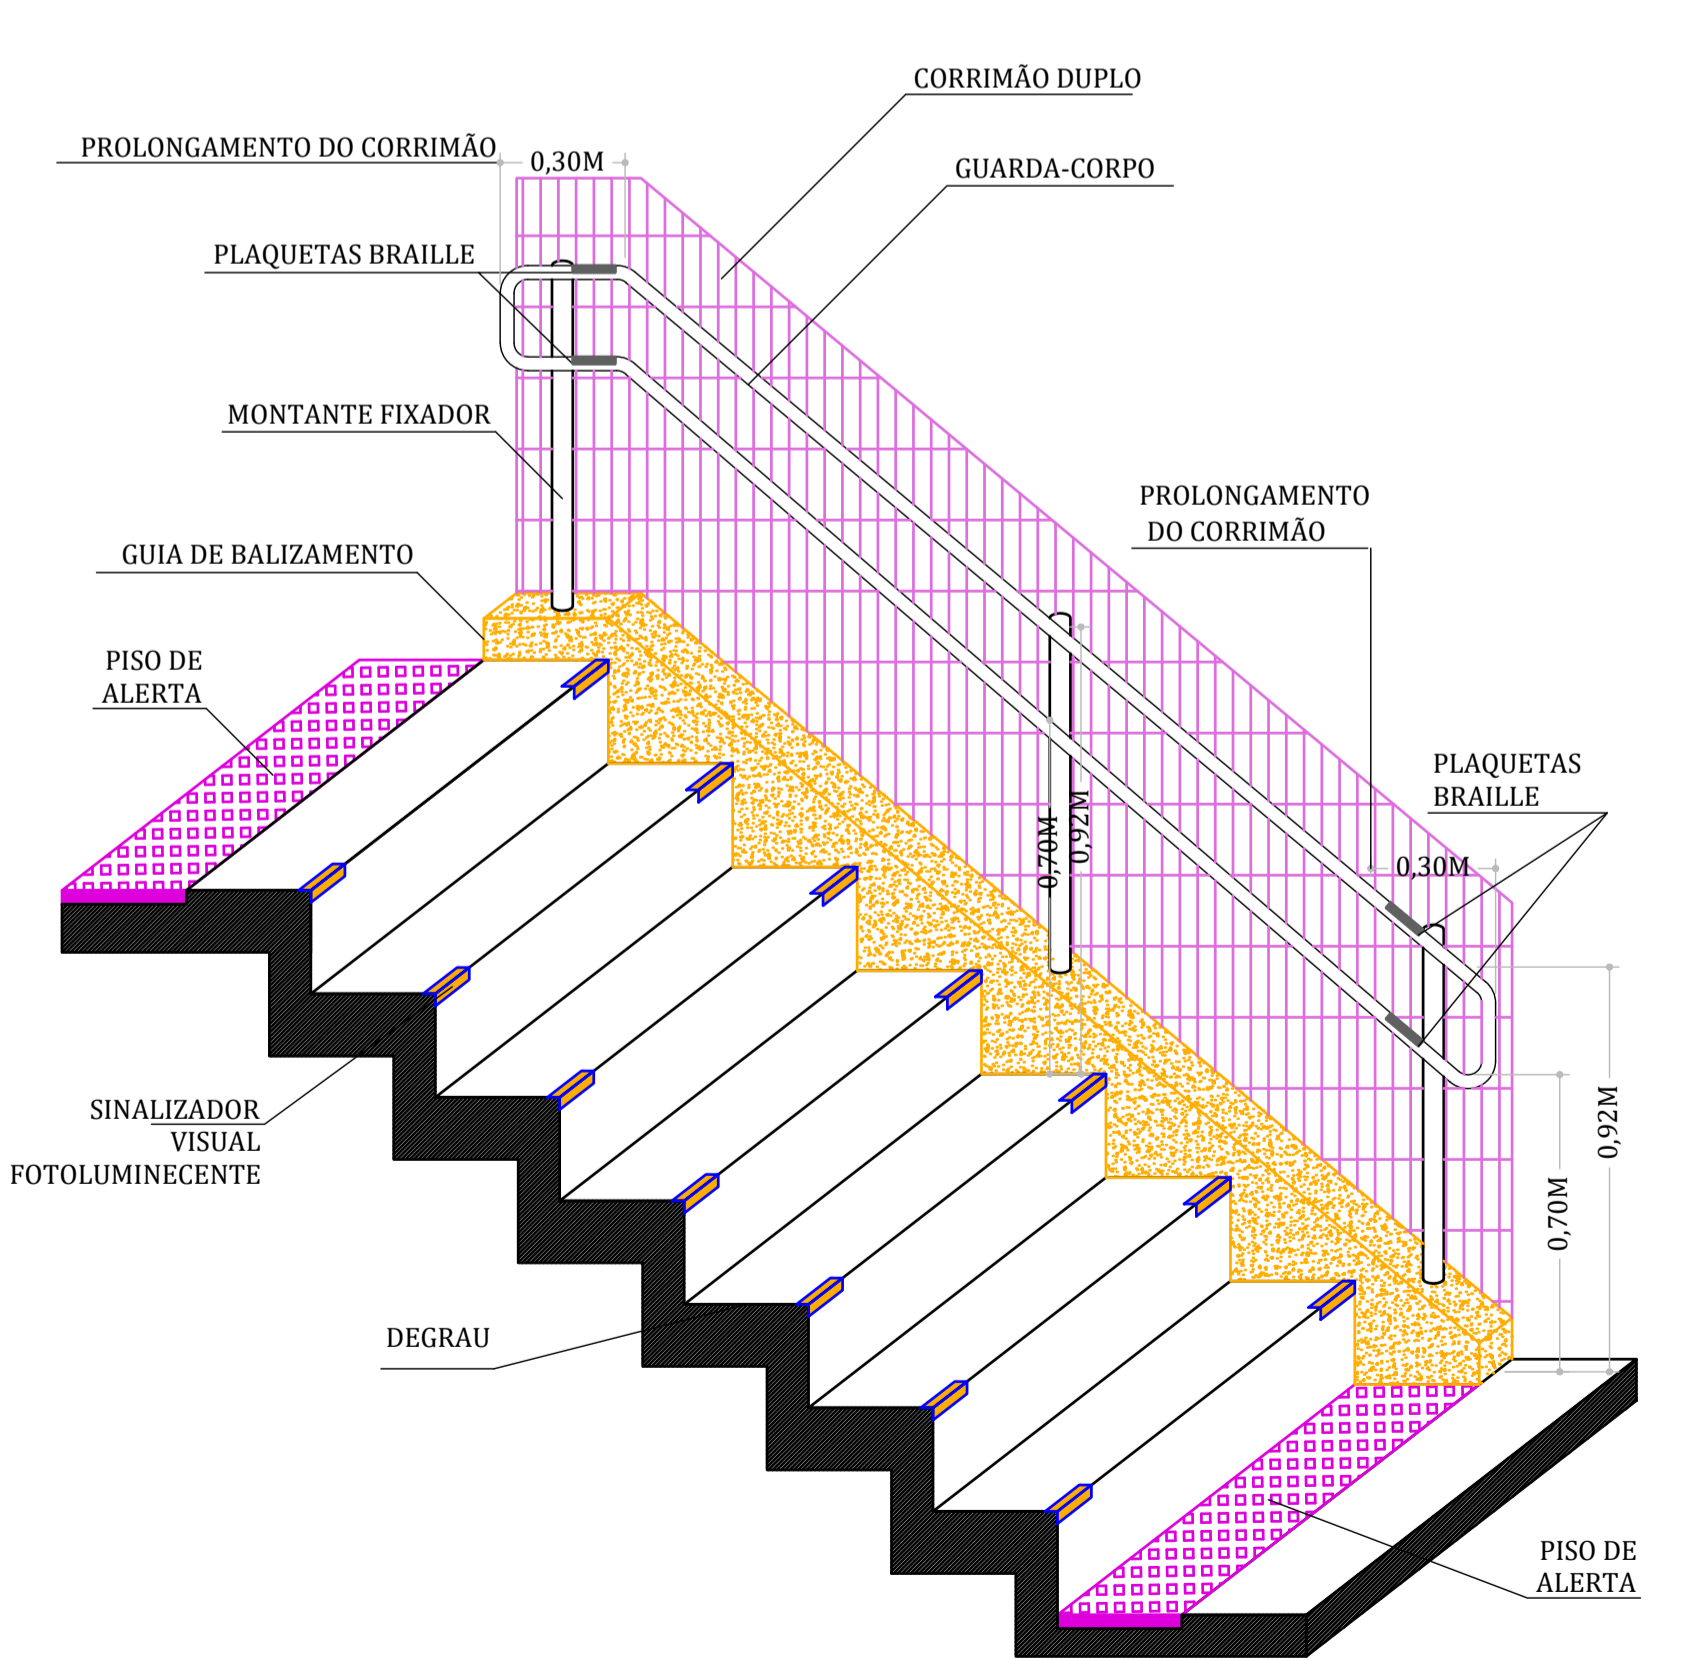 CORRIMÃO DUPLO
PROLONGAMENTO DO CORRIMÃO
0,30M
GUARDA-CORPO
PLAQUETAS BRAILLE
MONTANTE FIXADOR
PROLONGAMENTO
DO CORRIMÃO
GUIA DE BALIZAMENTO
PISO DE
ALERTA
PLAQUETAS
BRAILLE
0,70M
0,92M
0,30M
SINALIZADOR
VISUAL
FOTOLUMINECENTE
0,70M
0,92M
DEGRAU
PISO DE
ALERTA